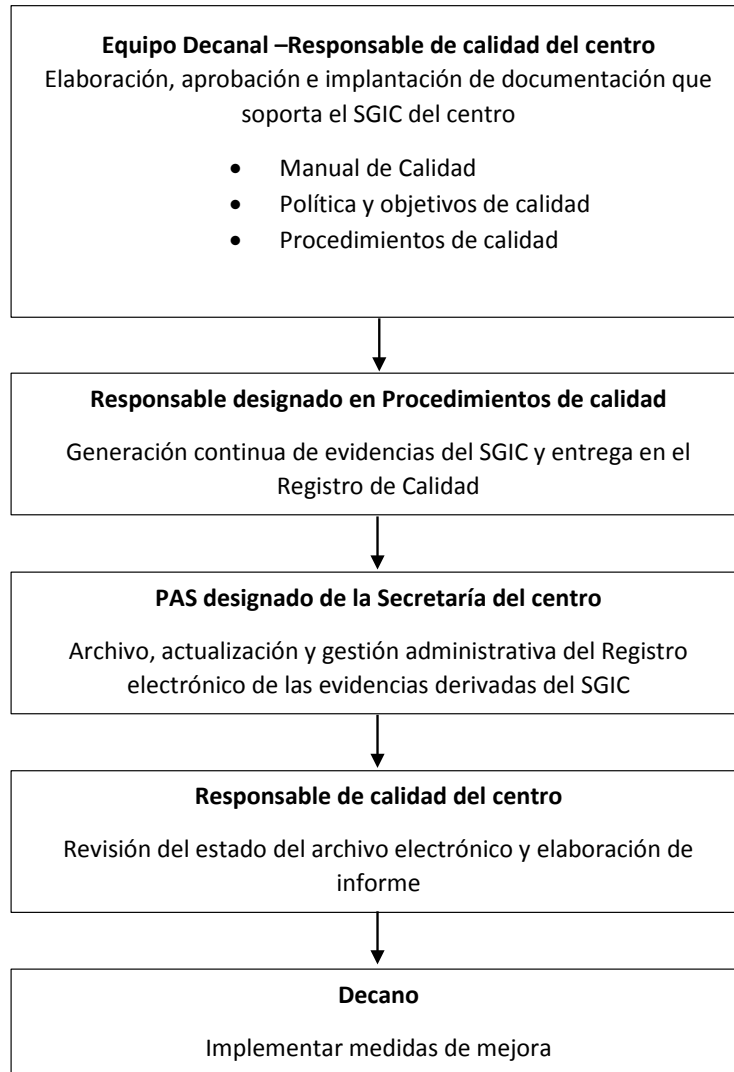 Equipo Decanal –Responsable de calidad del centro
Elaboración, aprobación e implantación de documentación que
soporta el SGIC del centro
• Manual de Calidad
• Política y objetivos de calidad
• Procedimientos de calidad
Responsable designado en Procedimientos de calidad
Generación continua de evidencias del SGIC y entrega en el
Registro de Calidad
PAS designado de la Secretaría del centro
Archivo, actualización y gestión administrativa del Registro
electrónico de las evidencias derivadas del SGIC
Responsable de calidad del centro
Revisión del estado del archivo electrónico y elaboración de
informe
Decano
Implementar medidas de mejora